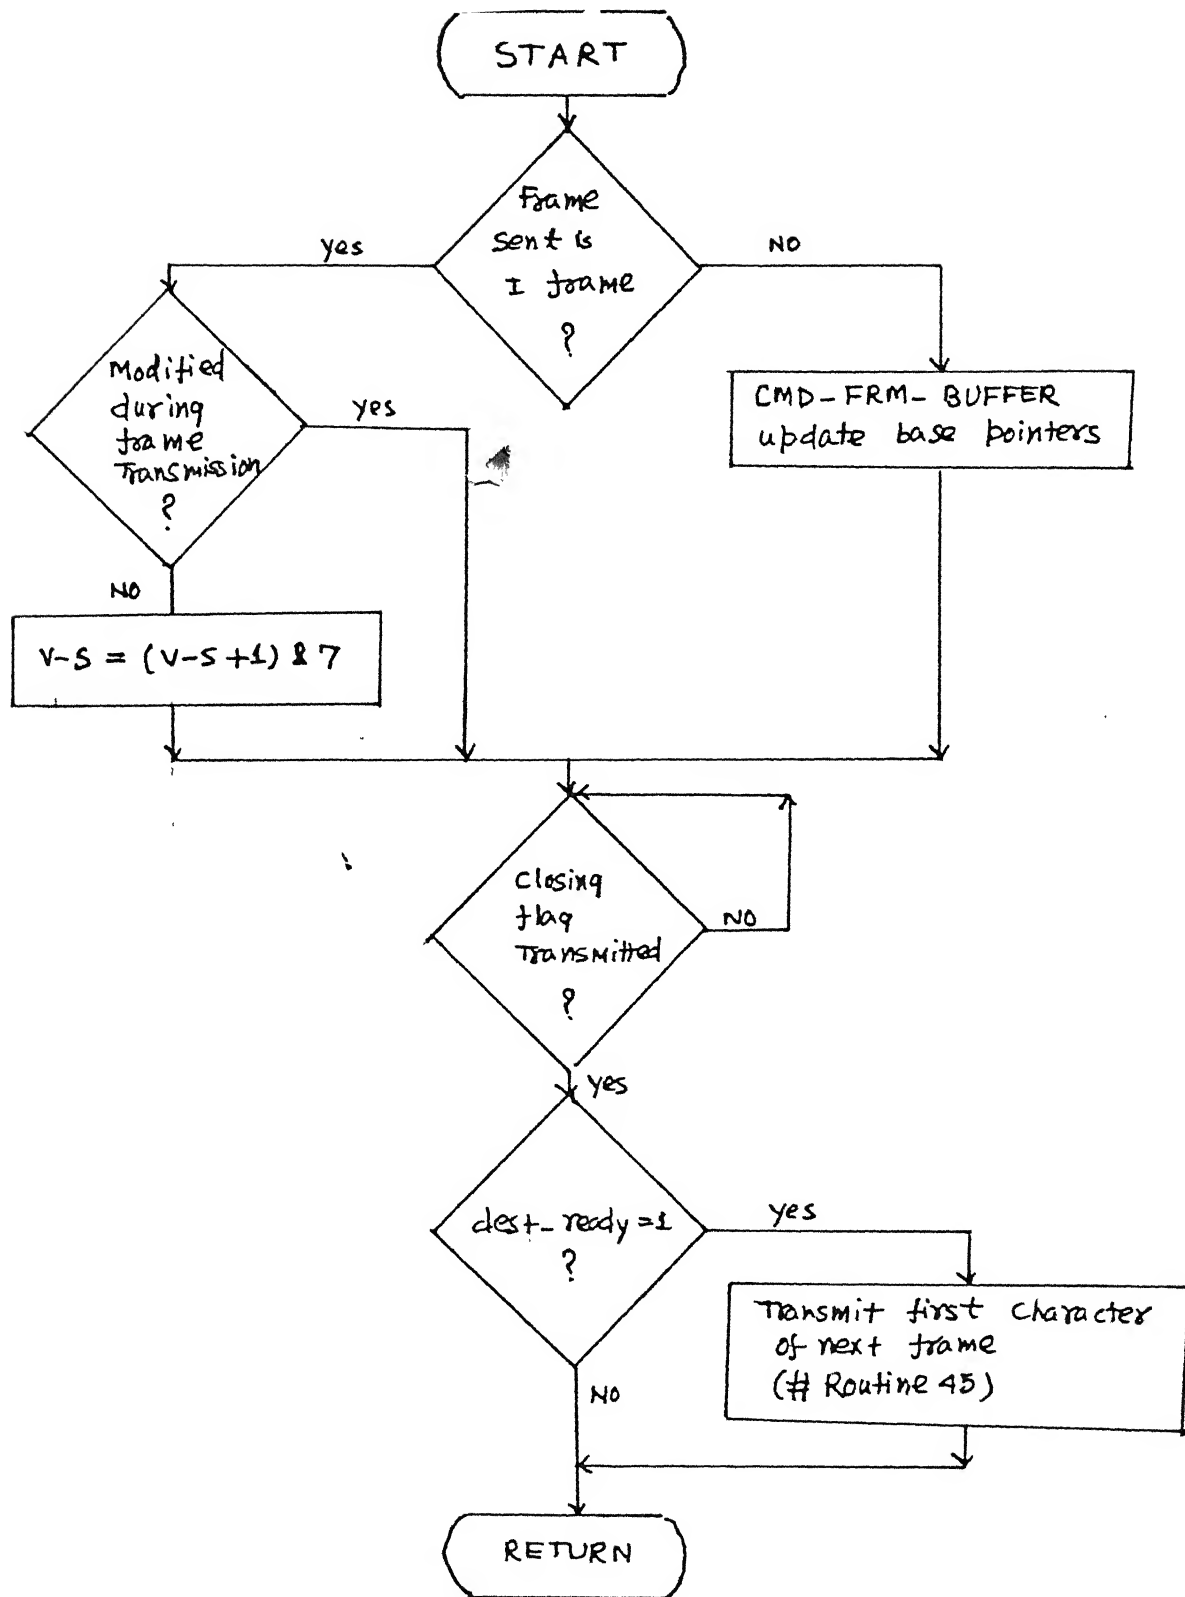 START
Frame
sent is
I frame
?
yes
NO
Modified
during
frame
Transmission
?
yes
CMD-FRM-BUFFER
update base pointers
NO
V-S = (V-S+1) & 7
Closing
flag
Transmitted
?
NO
yes
dest_ready=1
?
yes
Transmit first Character
of next frame
(# Routine 45)
NO
RETURN